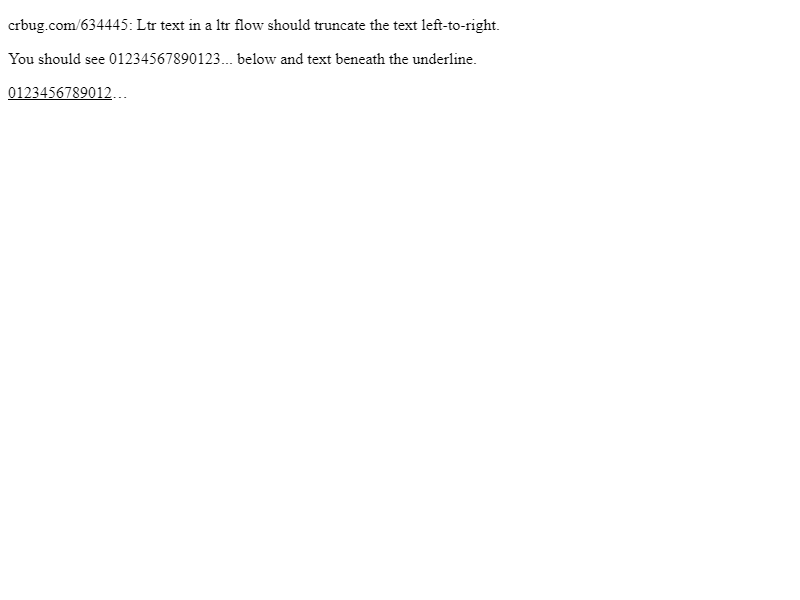 crbug.com/634445: Ltr text in a ltr flow should truncate the text left-to-right.
You should see 01234567890123... below and text beneath the underline.
0123456789012…